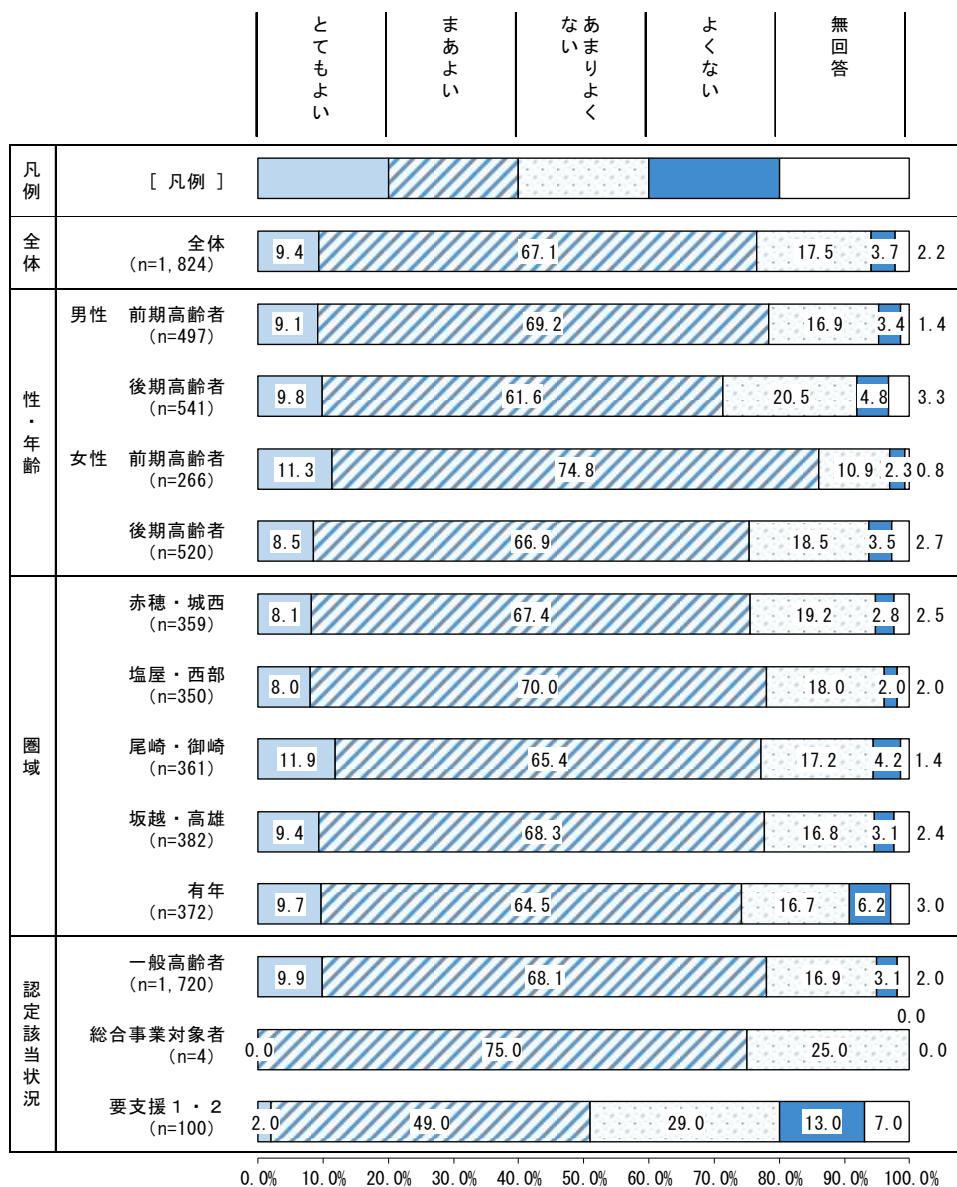 とてもよい
まあよい
あまりよく
ない
よくない
無回答
凡例
[ 凡例 ]
全体
全体
(n=1,824)
9.4 67.1 17.5 3.7 2.2
性・年齢
男性 前期高齢者
(n=497)
9.1 69.2 16.9 3.4 1.4
後期高齢者
(n=541)
9.8 61.6 20.5 4.8 3.3
女性 前期高齢者
(n=266)
11.3 74.8 10.9 2.3 0.8
後期高齢者
(n=520)
8.5 66.9 18.5 3.5 2.7
圏域
赤穂・城西
(n=359)
8.1 67.4 19.2 2.8 2.5
塩屋・西部
(n=350)
8.0 70.0 18.0 2.0 2.0
尾崎・御崎
(n=361)
11.9 65.4 17.2 4.2 1.4
坂越・高雄
(n=382)
9.4 68.3 16.8 3.1 2.4
有年
(n=372)
9.7 64.5 16.7 6.2 3.0
認定該当状況
一般高齢者
(n=1,720)
9.9 68.1 16.9 3.1 2.0
総合事業対象者
(n=4)
0.0 75.0 25.0 0.0 0.0
要支援1・2
(n=100)
2.0 49.0 29.0 13.0 7.0
0.0% 10.0% 20.0% 30.0% 40.0% 50.0% 60.0% 70.0% 80.0% 90.0% 100.0%